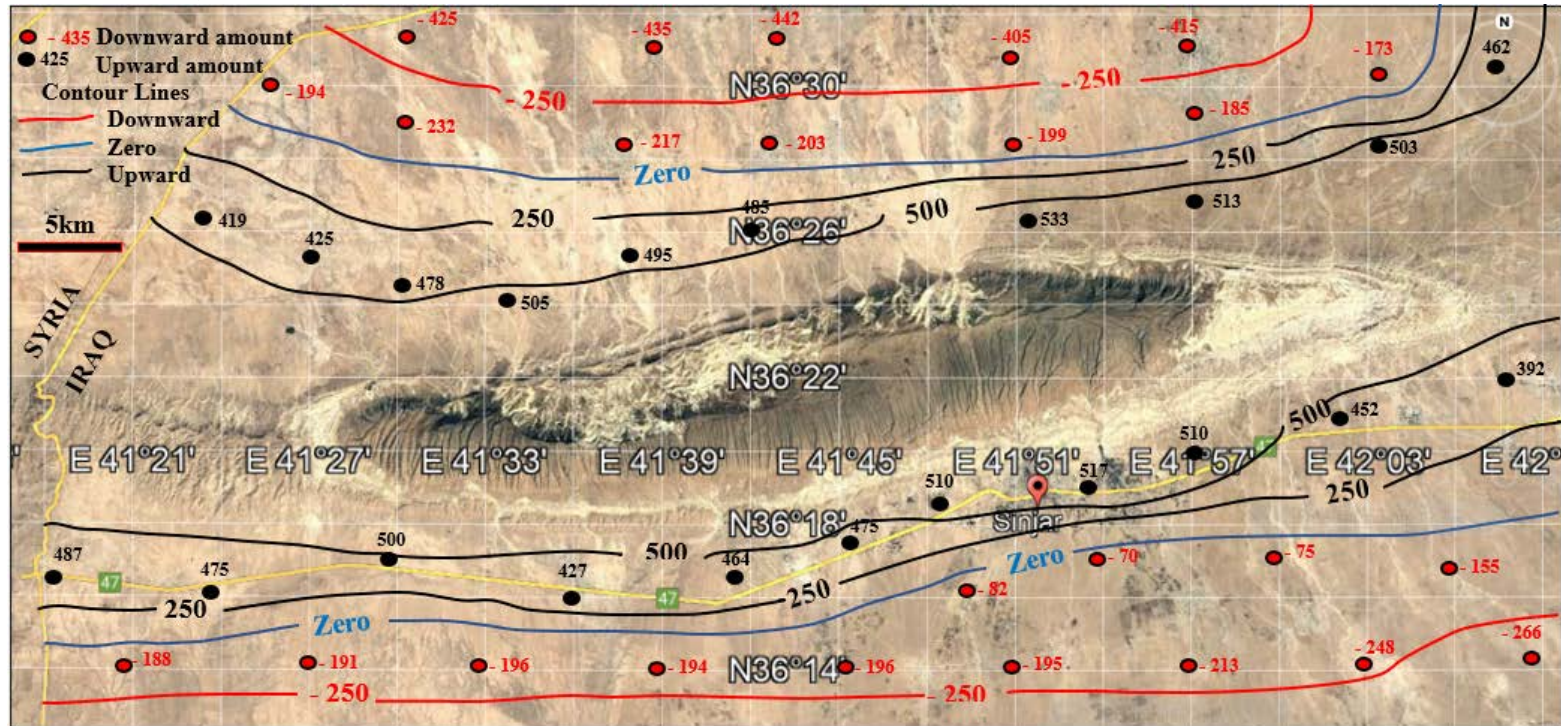 - 435 Downward amount
425 Upward amount
Contour Lines
Downward
Zero
Upward
5km
SYRIA
IRAQ
N
- 425
- 435
- 442
- 405
- 415
- 173
462
- 194
N36°30'
- 250
- 250
- 232
- 217
- 203
- 199
- 185
503
Zero
250
250
419
425
478
505
495
485
N36°26'
500
533
513
N36°22'
392
452
500
E 41°21'
E 41°27'
E 41°33'
E 41°39'
E 41°45'
E 41°51'
E 41°57'
E 42°03'
E 42°
47
510
517
510
250
Sinjar
N36°18'
475
500
500
487
475
47
427
47
464
250
250
Zero
Zero
- 82
- 70
- 75
- 155
- 188
- 191
- 196
- 194
N36°14'
- 196
- 195
- 213
- 248
- 266
- 250
- 250